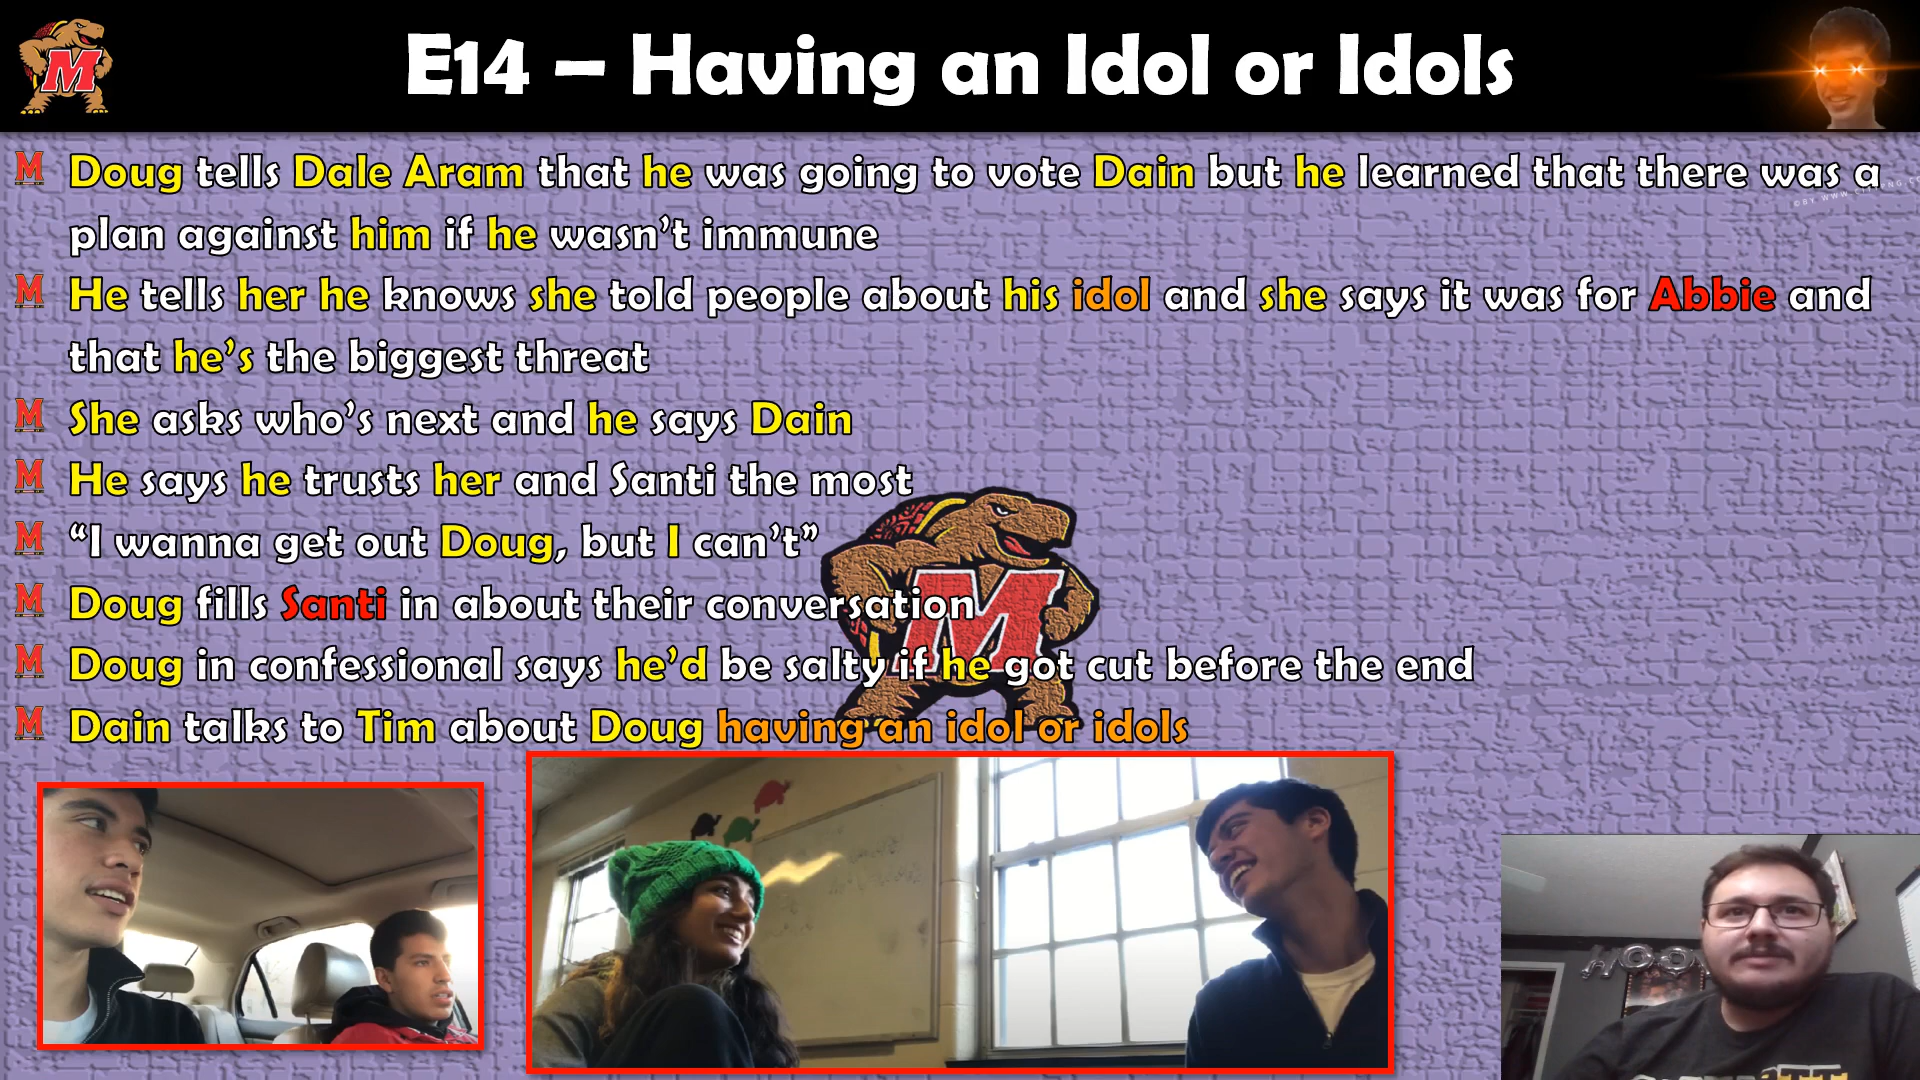 E14 – Having an Idol or Idols
Doug tells Dale Aram that he was going to vote Dain but he learned that there was a
plan against him if he wasn't immune
He tells her he knows she told people about his idol and she says it was for Abbie and
that he's the biggest threat
She asks who's next and he says Dain
He says he trusts her and Santi the most
“I wanna get out Doug, but I can't”
Doug fills Santi in about their conversation
Doug in confessional says he'd be salty if he got cut before the end
Dain talks to Tim about Doug having an idol or idols
M
M